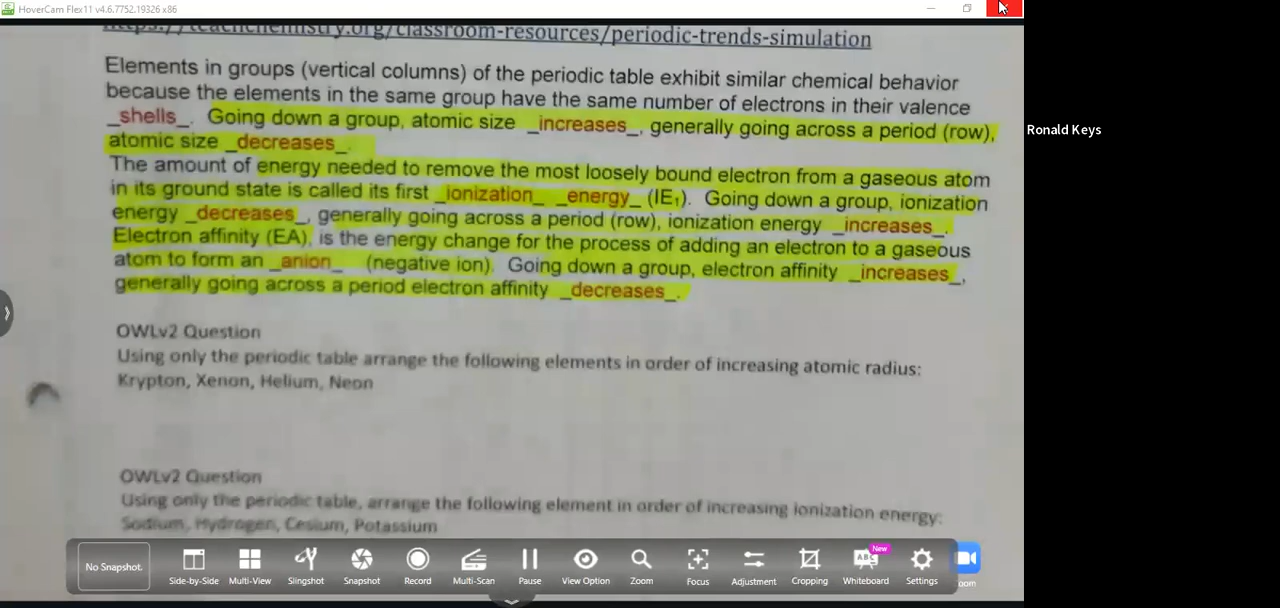 HoverCam Flex11 v4.6.7752.19326 x86
https://teachchemistry.org/classroom-resources/periodic-trends-simulation
Elements in groups (vertical columns) of the periodic table exhibit similar chemical behavior
because the elements in the same group have the same number of electrons in their valence
_shells_. Going down a group, atomic size _increases_, generally going across a period (row),
atomic size _decreases_.
Ronald Keys
The amount of energy needed to remove the most loosely bound electron from a gaseous atom
in its ground state is called its first _ionization_ _energy_ (IE₁). Going down a group, ionization
energy _decreases_, generally going across a period (row), ionization energy _increases_.
Electron affinity (EA), is the energy change for the process of adding an electron to a gaseous
atom to form an _anion_ (negative ion). Going down a group, electron affinity _increases_,
generally going across a period electron affinity _decreases_.
OWLv2 Question
Using only the periodic table arrange the following elements in order of increasing atomic radius:
Krypton, Xenon, Helium, Neon
OWLv2 Question
Using only the periodic table, arrange the following element in order of increasing ionization energy:
Sodium, Hydrogen, Cesium, Potassium
No Snapshot.
Side-by-Side Multi-View Slingshot Snapshot Record Multi-Scan Pause View Option Zoom Focus Adjustment Cropping ABC New Whiteboard Settings oom